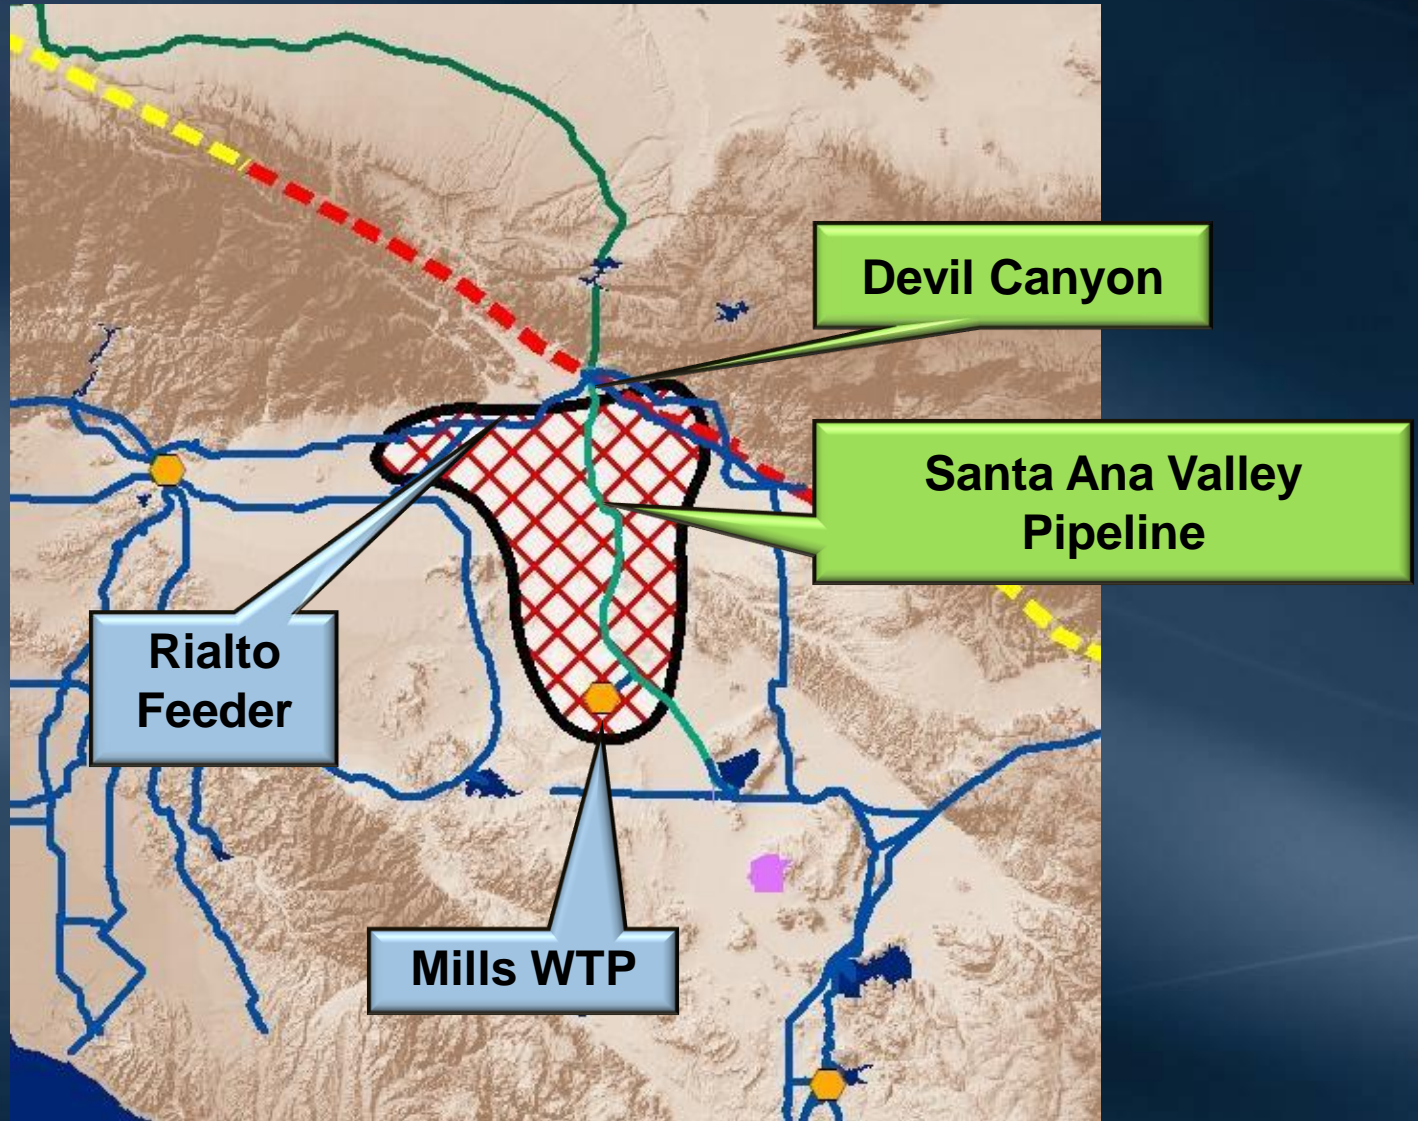 Devil Canyon
Santa Ana Valley
Pipeline
Rialto
Feeder
Mills WTP